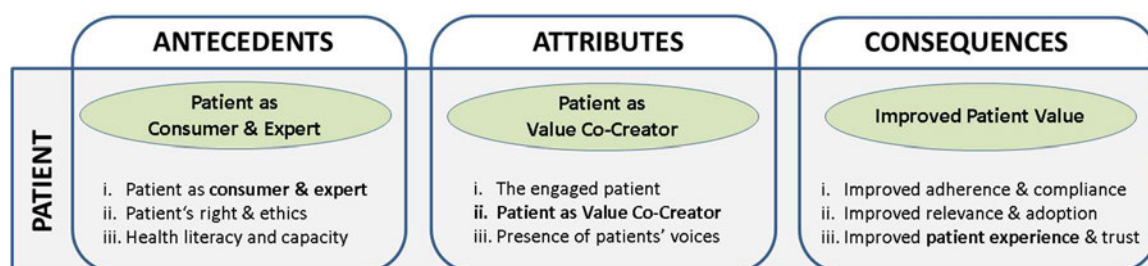 ANTECEDENTS
ATTRIBUTES
CONSEQUENCES
PATIENT
Patient as
Consumer & Expert
i. Patient as consumer & expert
ii. Patient's right & ethics
iii. Health literacy and capacity
Patient as
Value Co-Creator
i. The engaged patient
ii. Patient as Value Co-Creator
iii. Presence of patients' voices
Improved Patient Value
i. Improved adherence & compliance
ii. Improved relevance & adoption
iii. Improved patient experience & trust